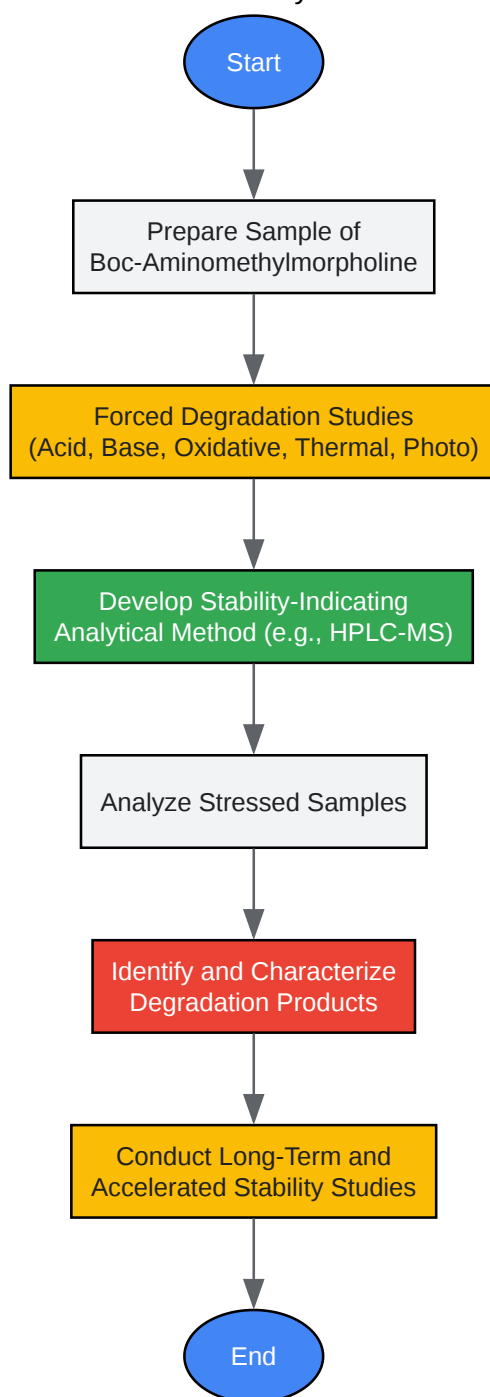 Start
Prepare Sample of
Boc-Aminomethylmorpholine
Forced Degradation Studies
(Acid, Base, Oxidative, Thermal, Photo)
Develop Stability-Indicating
Analytical Method (e.g., HPLC-MS)
Analyze Stressed Samples
Identify and Characterize
Degradation Products
Conduct Long-Term and
Accelerated Stability Studies
End